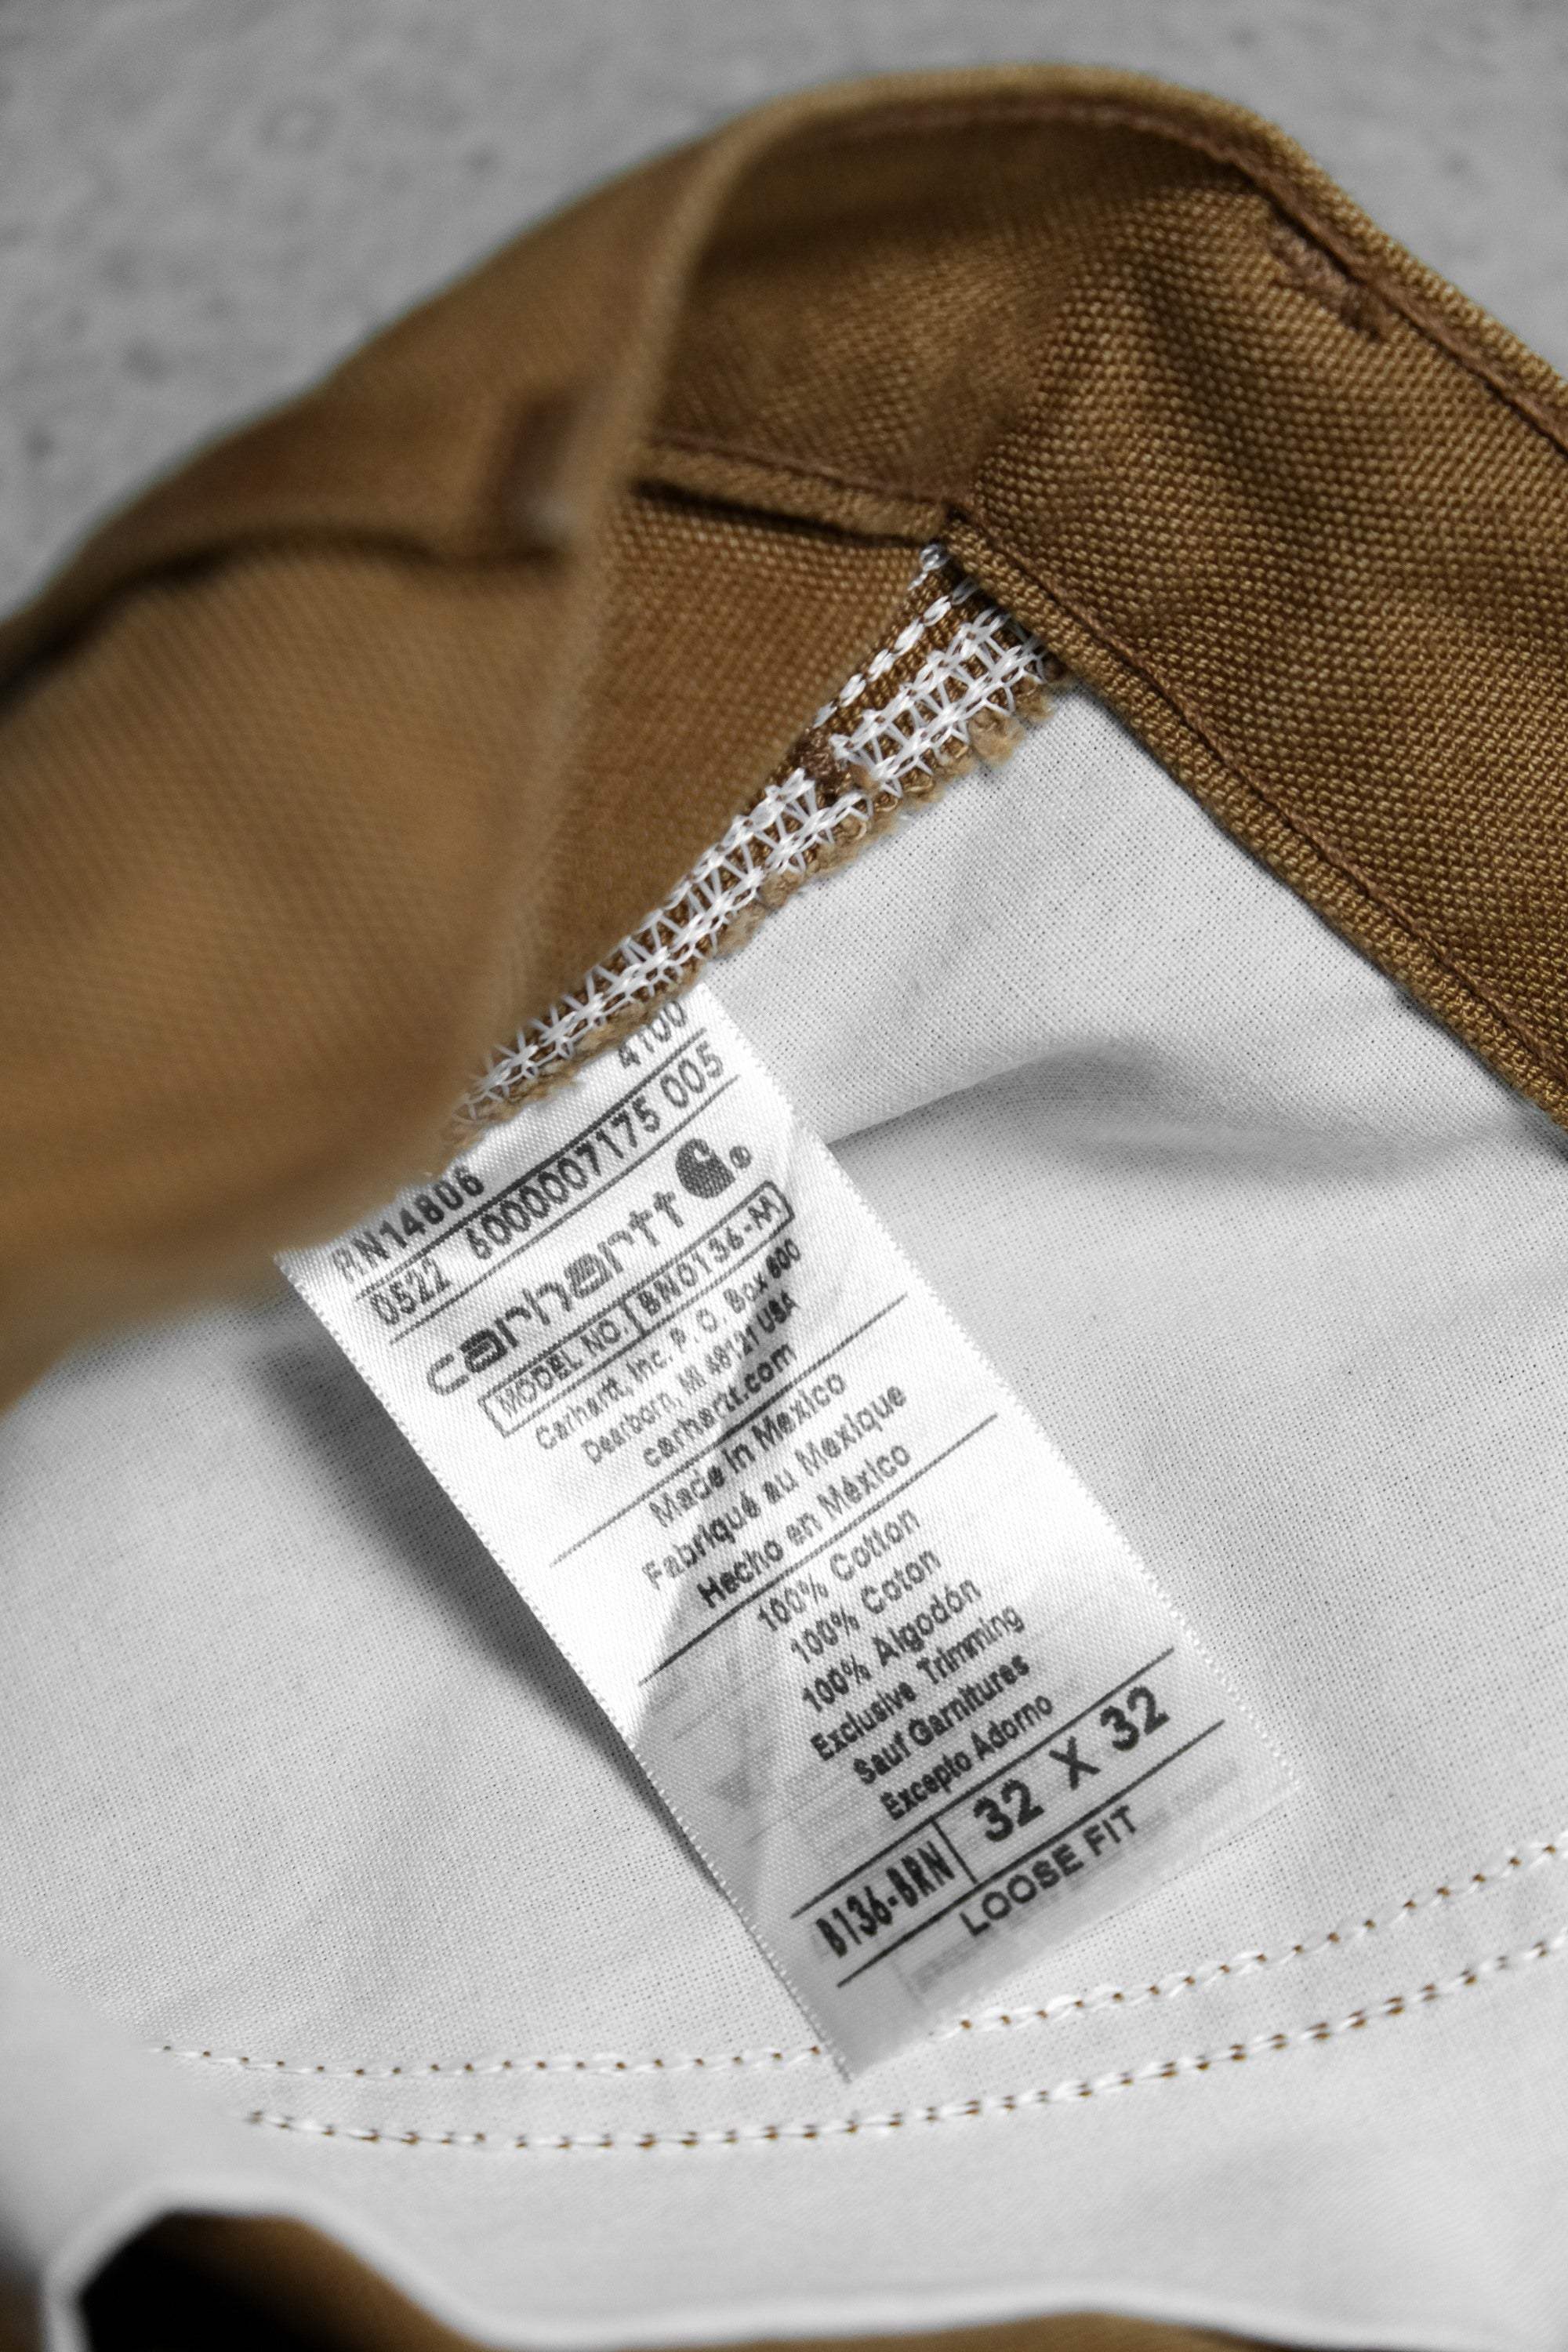 4100
RN14806
0522 6000007175 005
carhartt ®
MODEL NO. BN0136-M
Carhartt, Inc. P. O. Box 600
Dearborn, MI 48121 USA
carhartt.com
Made in Mexico
Fabriqué au Mexique
Hecho en México
100% Cotton
100% Coton
100% Algodón
Exclusive Trimming
Sauf Garnitures
Excepto Adorno
B136-BRN 32 X 32
LOOSE FIT